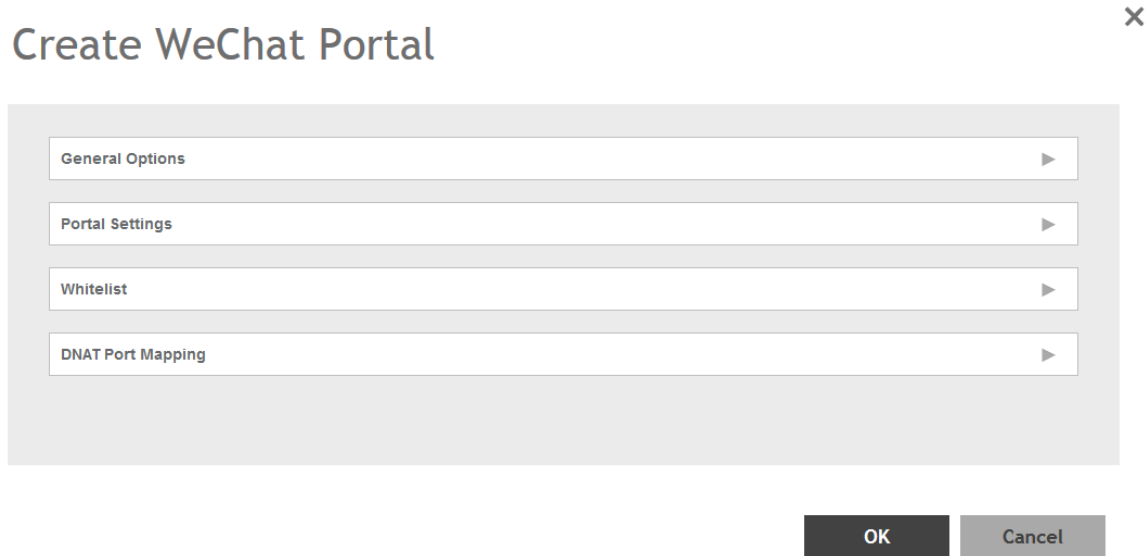 Create WeChat Portal
General Options
Portal Settings
Whitelist
DNAT Port Mapping
OK
Cancel